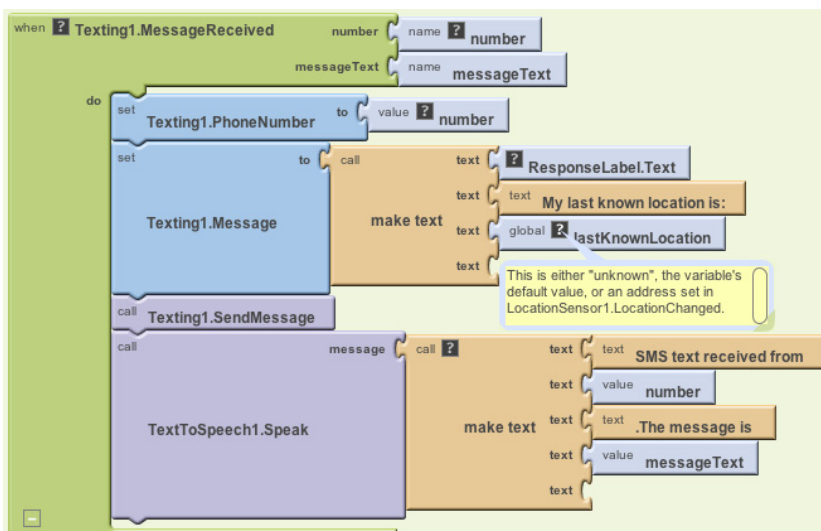 when ? Texting1.MessageReceived number name ? number
messageText name messageText
do set Texting1.PhoneNumber to value ? number
set Texting1.Message to call make text text ? ResponseLabel.Text
text text My last known location is:
text global ? lastKnownLocation
text
This is either "unknown", the variable's
default value, or an address set in
LocationSensor1.LocationChanged.
call Texting1.SendMessage
call TextToSpeech1.Speak message call ? make text text text SMS text received from
text value number
text text .The message is
text value messageText
text